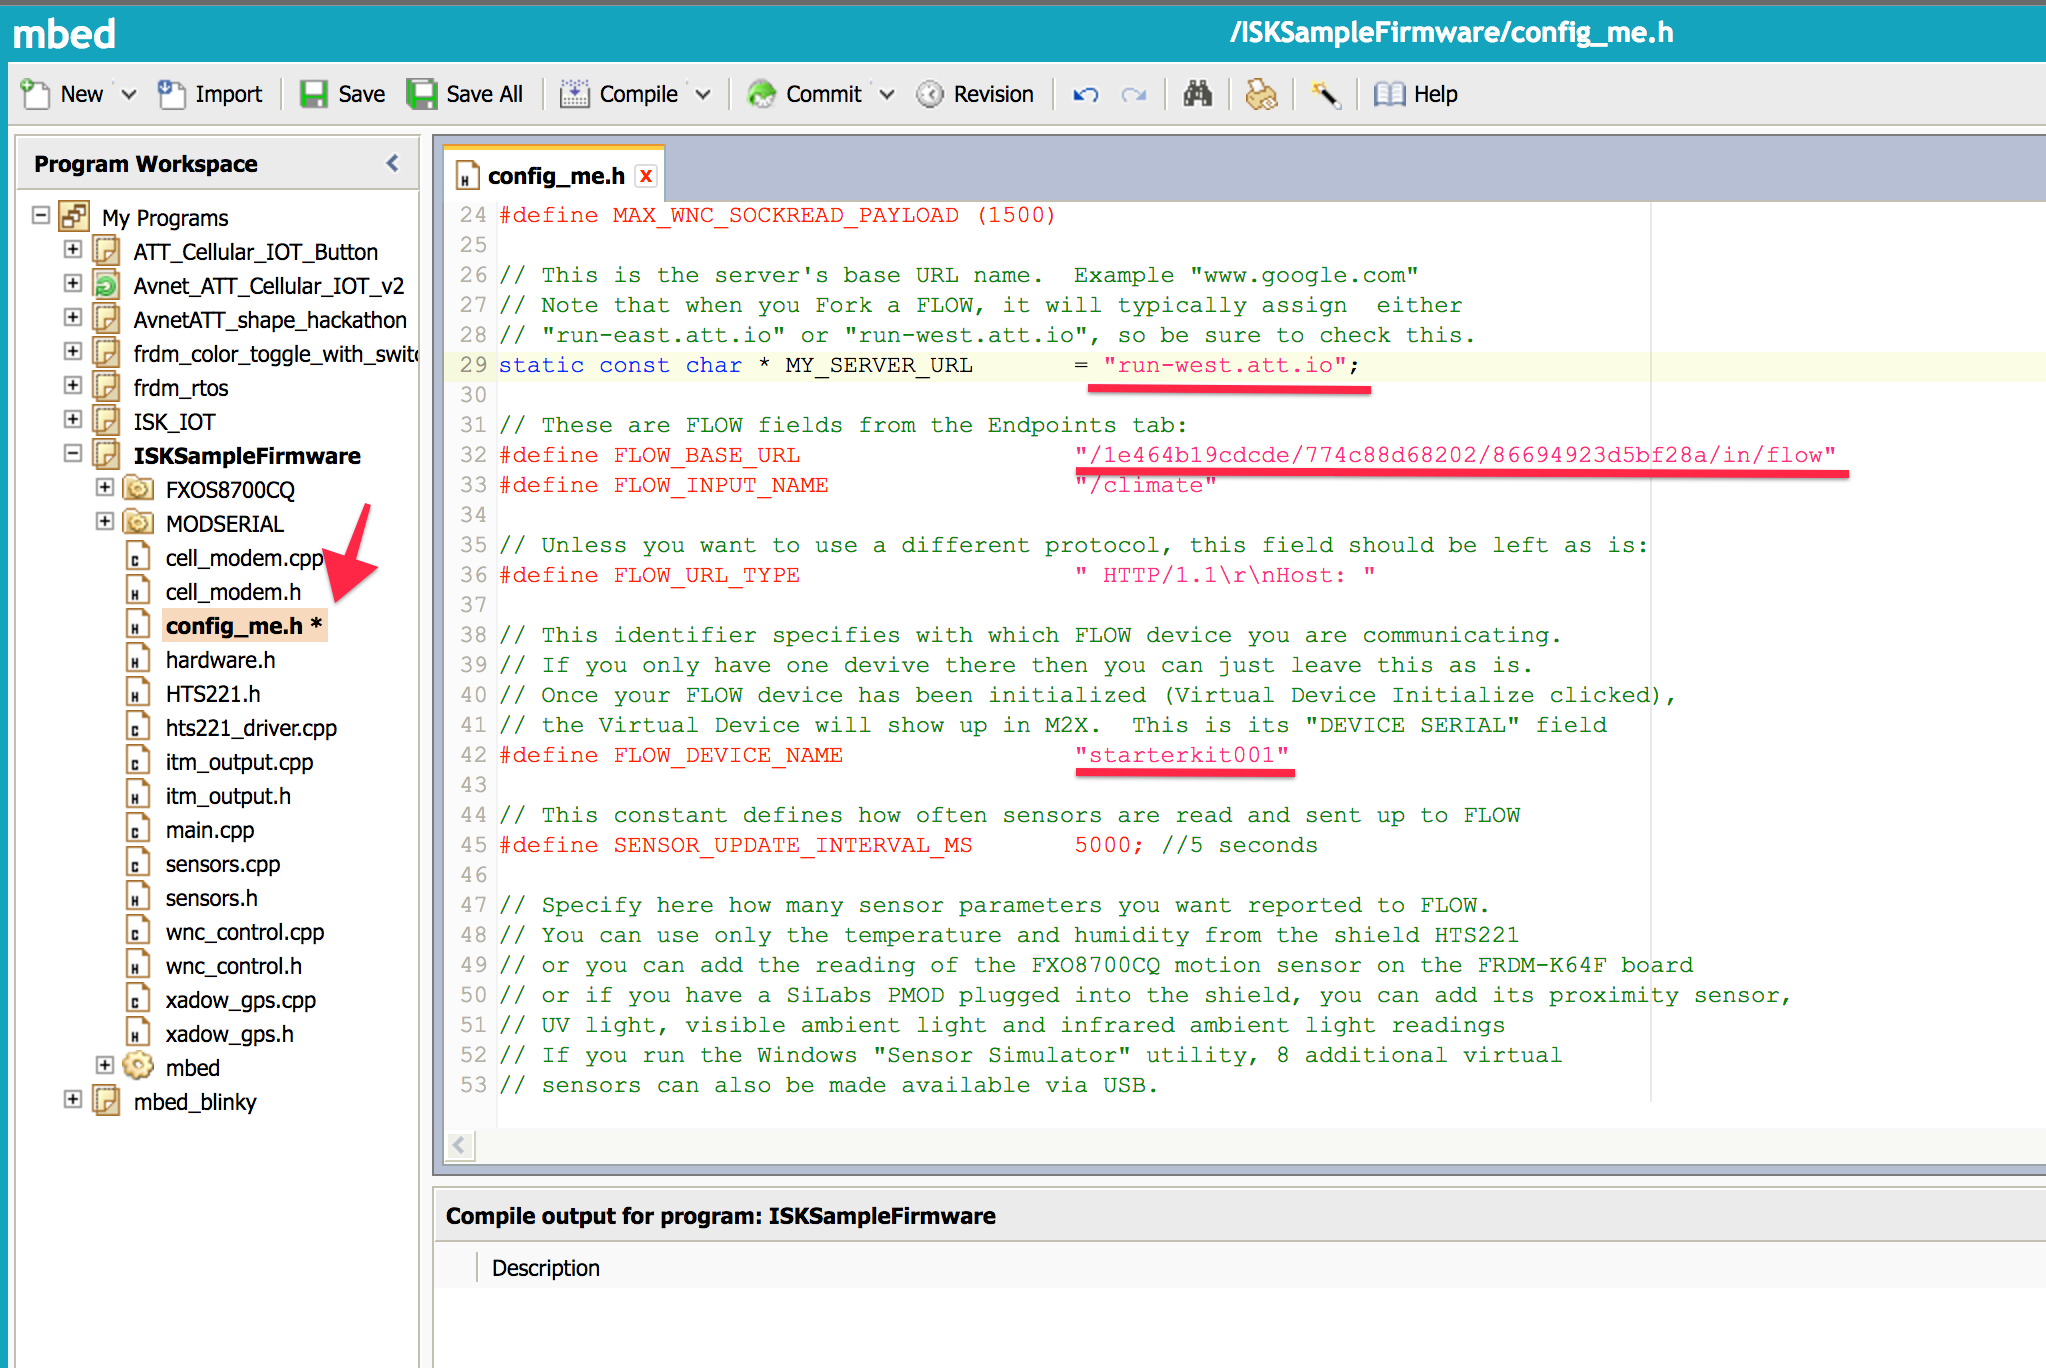 mbed
/ISKSampleFirmware/config_me.h
New Import Save Save All Compile Commit Revision Help
Program Workspace
My Programs
ATT_Cellular_IOT_Button
Avnet_ATT_Cellular_IOT_v2
AvnetATT_shape_hackathon
frdm_color_toggle_with_swit
frdm_rtos
ISK_IOT
ISKSampleFirmware
FXOS8700CQ
MODSERIAL
cell_modem.cpp
cell_modem.h
config_me.h *
hardware.h
HTS221.h
hts221_driver.cpp
itm_output.cpp
itm_output.h
main.cpp
sensors.cpp
sensors.h
wnc_control.cpp
wnc_control.h
xadow_gps.cpp
xadow_gps.h
mbed
mbed_blinky
config_me.h x
24 #define MAX_WNC_SOCKREAD_PAYLOAD (1500)
25
26 // This is the server's base URL name.  Example "www.google.com"
27 // Note that when you Fork a FLOW, it will typically assign  either
28 // "run-east.att.io" or "run-west.att.io", so be sure to check this.
29 static const char * MY_SERVER_URL       = "run-west.att.io";
30
31 // These are FLOW fields from the Endpoints tab:
32 #define FLOW_BASE_URL                   "/1e464b19cdcde/774c88d68202/86694923d5bf28a/in/flow"
33 #define FLOW_INPUT_NAME                 "/climate"
34
35 // Unless you want to use a different protocol, this field should be left as is:
36 #define FLOW_URL_TYPE                   " HTTP/1.1\r\nHost: "
37
38 // This identifier specifies with which FLOW device you are communicating.
39 // If you only have one devive there then you can just leave this as is.
40 // Once your FLOW device has been initialized (Virtual Device Initialize clicked),
41 // the Virtual Device will show up in M2X.  This is its "DEVICE SERIAL" field
42 #define FLOW_DEVICE_NAME                "starterkit001"
43
44 // This constant defines how often sensors are read and sent up to FLOW
45 #define SENSOR_UPDATE_INTERVAL_MS       5000; //5 seconds
46
47 // Specify here how many sensor parameters you want reported to FLOW.
48 // You can use only the temperature and humidity from the shield HTS221
49 // or you can add the reading of the FXO8700CQ motion sensor on the FRDM-K64F board
50 // or if you have a SiLabs PMOD plugged into the shield, you can add its proximity sensor,
51 // UV light, visible ambient light and infrared ambient light readings
52 // If you run the Windows "Sensor Simulator" utility, 8 additional virtual
53 // sensors can also be made available via USB.
Compile output for program: ISKSampleFirmware
Description